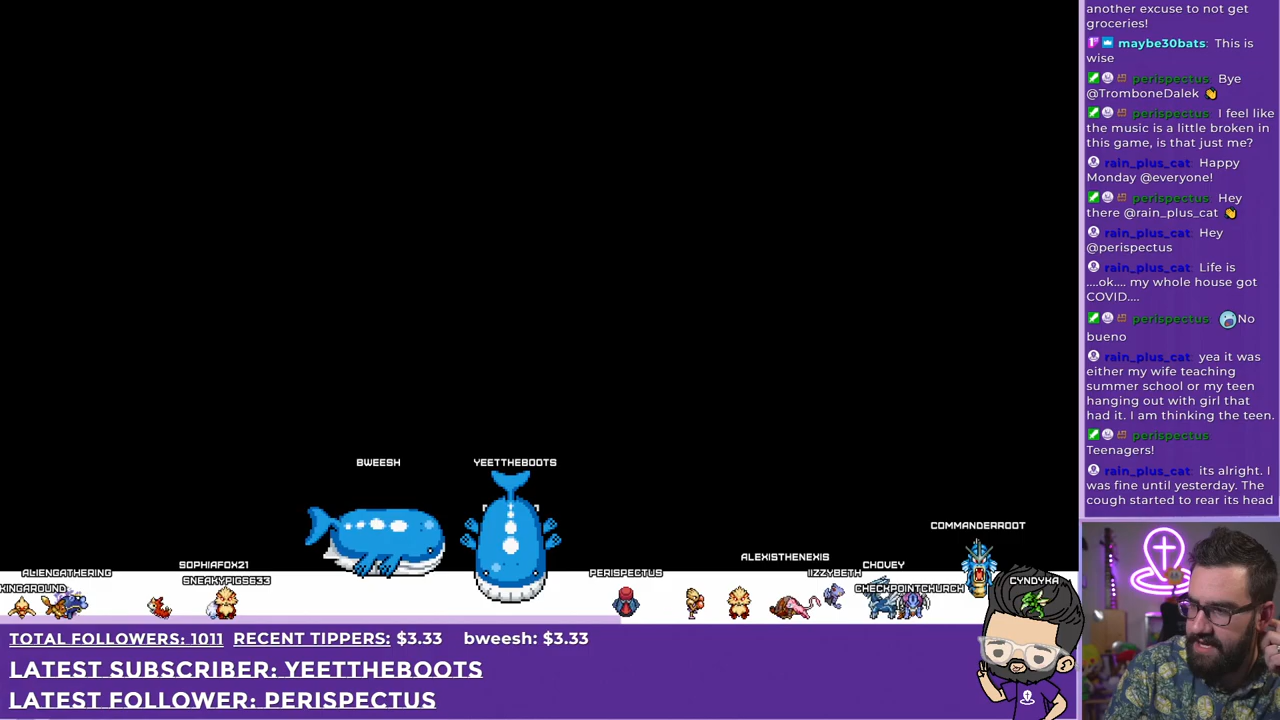 another excuse to not get
groceries!
maybe30bats: This is
wise
perispectus: Bye
@TromboneDalek
perispectus: I feel like
the music is a little broken in
this game, is that just me?
rain_plus_cat: Happy
Monday @everyone!
perispectus: Hey
there @rain_plus_cat
rain_plus_cat: Hey
@perispectus
rain_plus_cat: Life is
....ok.... my whole house got
COVID....
perispectus: No
bueno
rain_plus_cat: yea it was
either my wife teaching
summer school or my teen
hanging out with girl that
had it. I am thinking the teen.
perispectus:
Teenagers!
rain_plus_cat: its alright. I
was fine until yesterday. The
cough started to rear its head
BWEESH
YEETTHEBOOTS
COMMANDERROOT
ALEXISTHENEXIS
SOPHIAFOX21
CHOVEY
ALIENGATHERING
PERISPECTUS
IIZZYBETH
SNEAKYPIGS633
CYNDYKA
KINGAROUND
CHECKPOINTCHURCH
TOTAL FOLLOWERS: 1011 RECENT TIPPERS: $3.33 bweesh: $3.33
LATEST SUBSCRIBER: YEETTHEBOOTS
LATEST FOLLOWER: PERISPECTUS